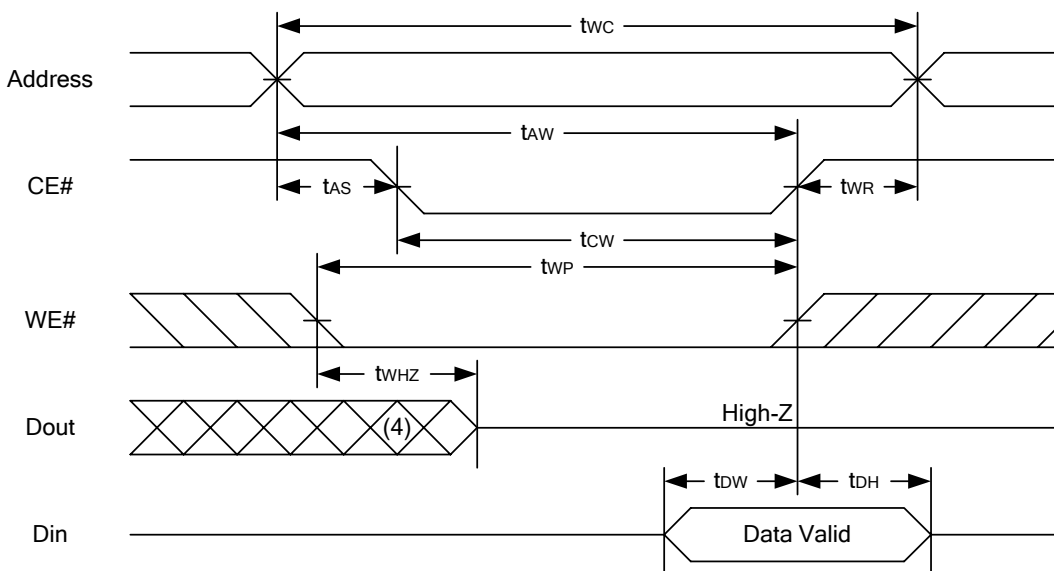 tWC
Address
tAW
CE#
tAS
tWR
tCW
tWP
WE#
tWHZ
Dout
(4)
High-Z
tDW
tDH
Din
Data Valid